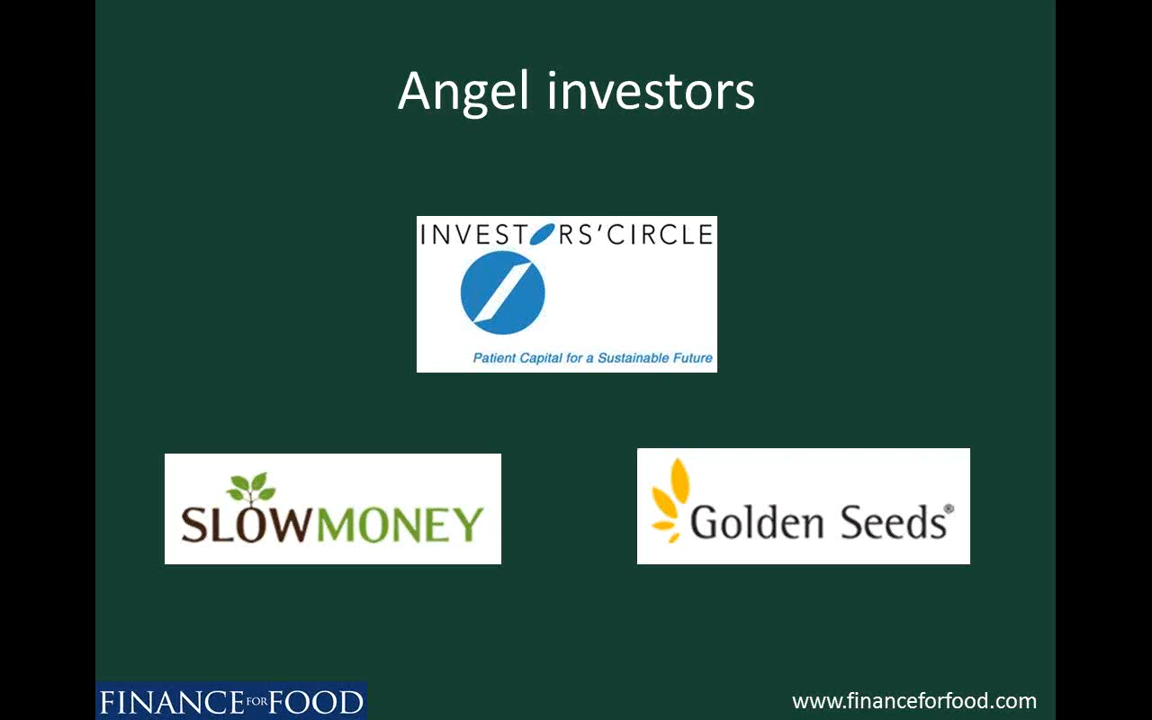 Angel investors
INVESTORS'CIRCLE
Patient Capital for a Sustainable Future
SLOWMONEY
Golden Seeds®
FINANCE FOR FOOD
www.financeforfood.com